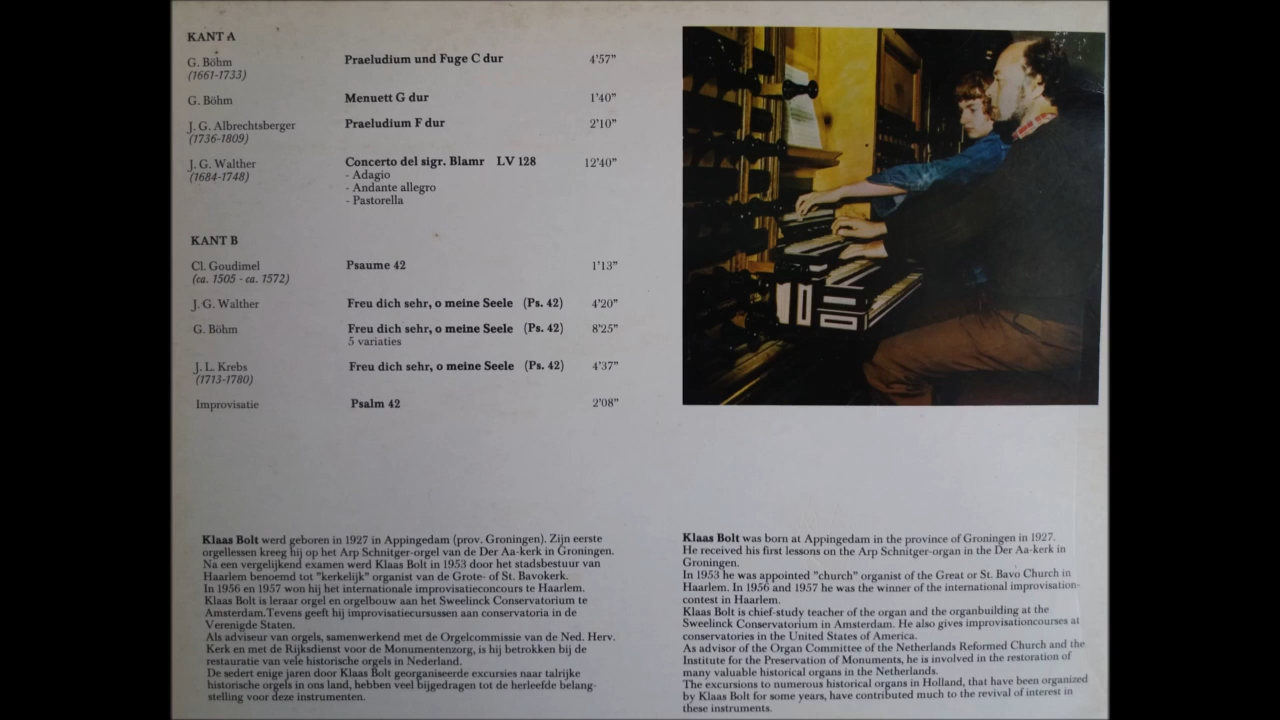 KANT A
G. Böhm Praeludium und Fuge C dur 4'57"
(1661-1733)
G. Böhm Menuett G dur 1'40"
J. G. Albrechtsberger Praeludium F dur 2'10"
(1736-1809)
J. G. Walther Concerto del sigr. Blamr LV 128 12'40"
(1684-1748) - Adagio
- Andante allegro
- Pastorella
KANT B
Cl. Goudimel Psaume 42 1'13"
(ca. 1505 - ca. 1572)
J. G. Walther Freu dich sehr, o meine Seele (Ps. 42) 4'20"
G. Böhm Freu dich sehr, o meine Seele (Ps. 42) 8'25"
5 variaties
J. L. Krebs Freu dich sehr, o meine Seele (Ps. 42) 4'37"
(1713-1780)
Improvisatie Psalm 42 2'08"
Klaas Bolt werd geboren in 1927 in Appingedam (prov. Groningen). Zijn eerste
orgellessen kreeg hij op het Arp Schnitger-orgel van de Der Aa-kerk in Groningen.
Na een vergelijkend examen werd Klaas Bolt in 1953 door het stadsbestuur van
Haarlem benoemd tot "kerkelijk" organist van de Grote- of St. Bavokerk.
In 1956 en 1957 won hij het internationale improvisatieconcours te Haarlem.
Klaas Bolt is leraar orgel en orgelbouw aan het Sweelinck Conservatorium te
Amsterdam.Tevens geeft hij improvisatiecursussen aan conservatoria in de
Verenigde Staten.
Als adviseur van orgels, samenwerkend met de Orgelcommissie van de Ned. Herv.
Kerk en met de Rijksdienst voor de Monumentenzorg, is hij betrokken bij de
restauratie van vele historische orgels in Nederland.
De sedert enige jaren door Klaas Bolt georganiseerde excursies naar talrijke
historische orgels in ons land, hebben veel bijgedragen tot de herleefde belang-
stelling voor deze instrumenten.
Klaas Bolt was born at Appingedam in the province of Groningen in 1927.
He received his first lessons on the Arp Schnitger-organ in the Der Aa-kerk in
Groningen.
In 1953 he was appointed "church" organist of the Great or St. Bavo Church in
Haarlem. In 1956 and 1957 he was the winner of the international improvisation-
contest in Haarlem.
Klaas Bolt is chief-study teacher of the organ and the organbuilding at the
Sweelinck Conservatorium in Amsterdam. He also gives improvisationcourses at
conservatories in the United States of America.
As advisor of the Organ Committee of the Netherlands Reformed Church and the
Institute for the Preservation of Monuments, he is involved in the restoration of
many valuable historical organs in the Netherlands.
The excursions to numerous historical organs in Holland, that have been organized
by Klaas Bolt for some years, have contributed much to the revival of interest in
these instruments.